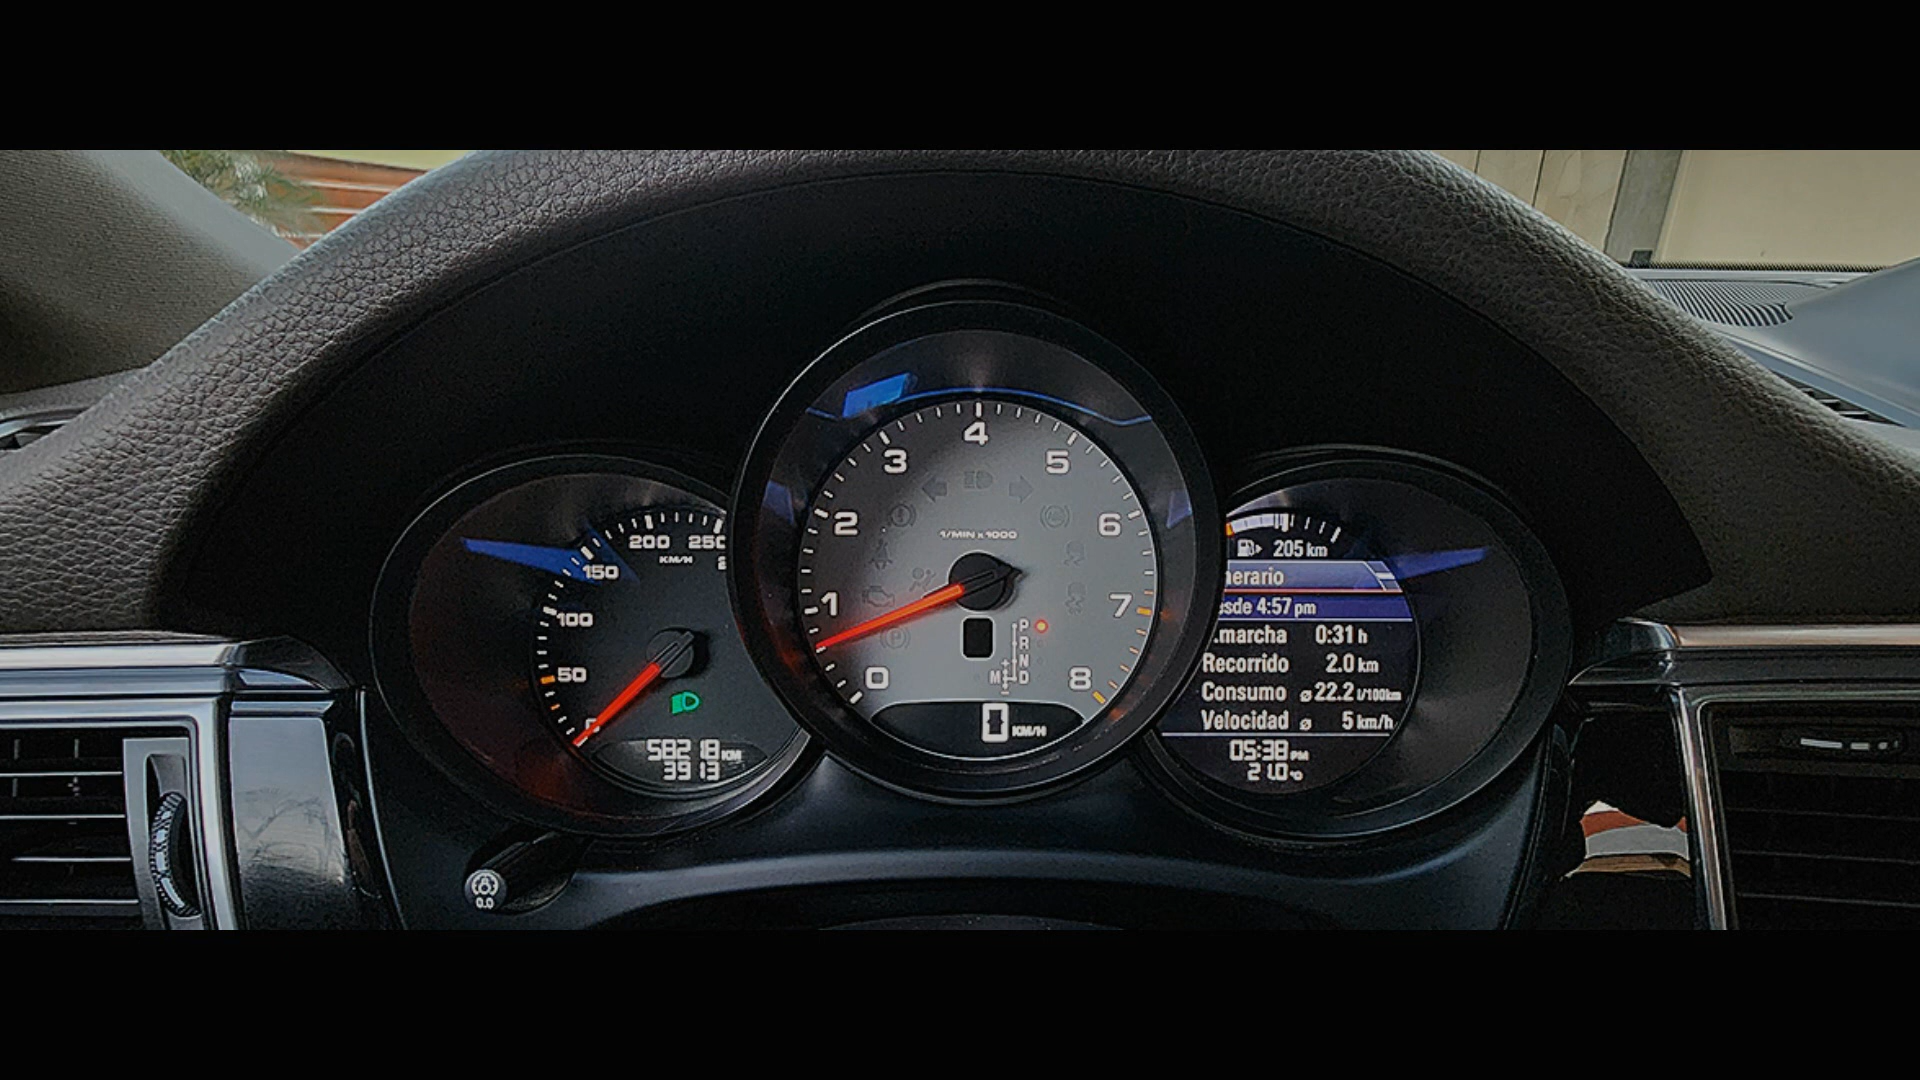 200 250
KM/H
150
100
50
58218 KM
3913
4
3 5
2 6
1/MIN x 1000
1 7
0 8
P
R
N
M D
0 KM/H
205 km
nerario
esde 4:57 pm
.marcha 0:31 h
Recorrido 2.0 km
Consumo ø 22.2 l/100km
Velocidad ø 5 km/h
05:38 PM
21.0 °C
0.0